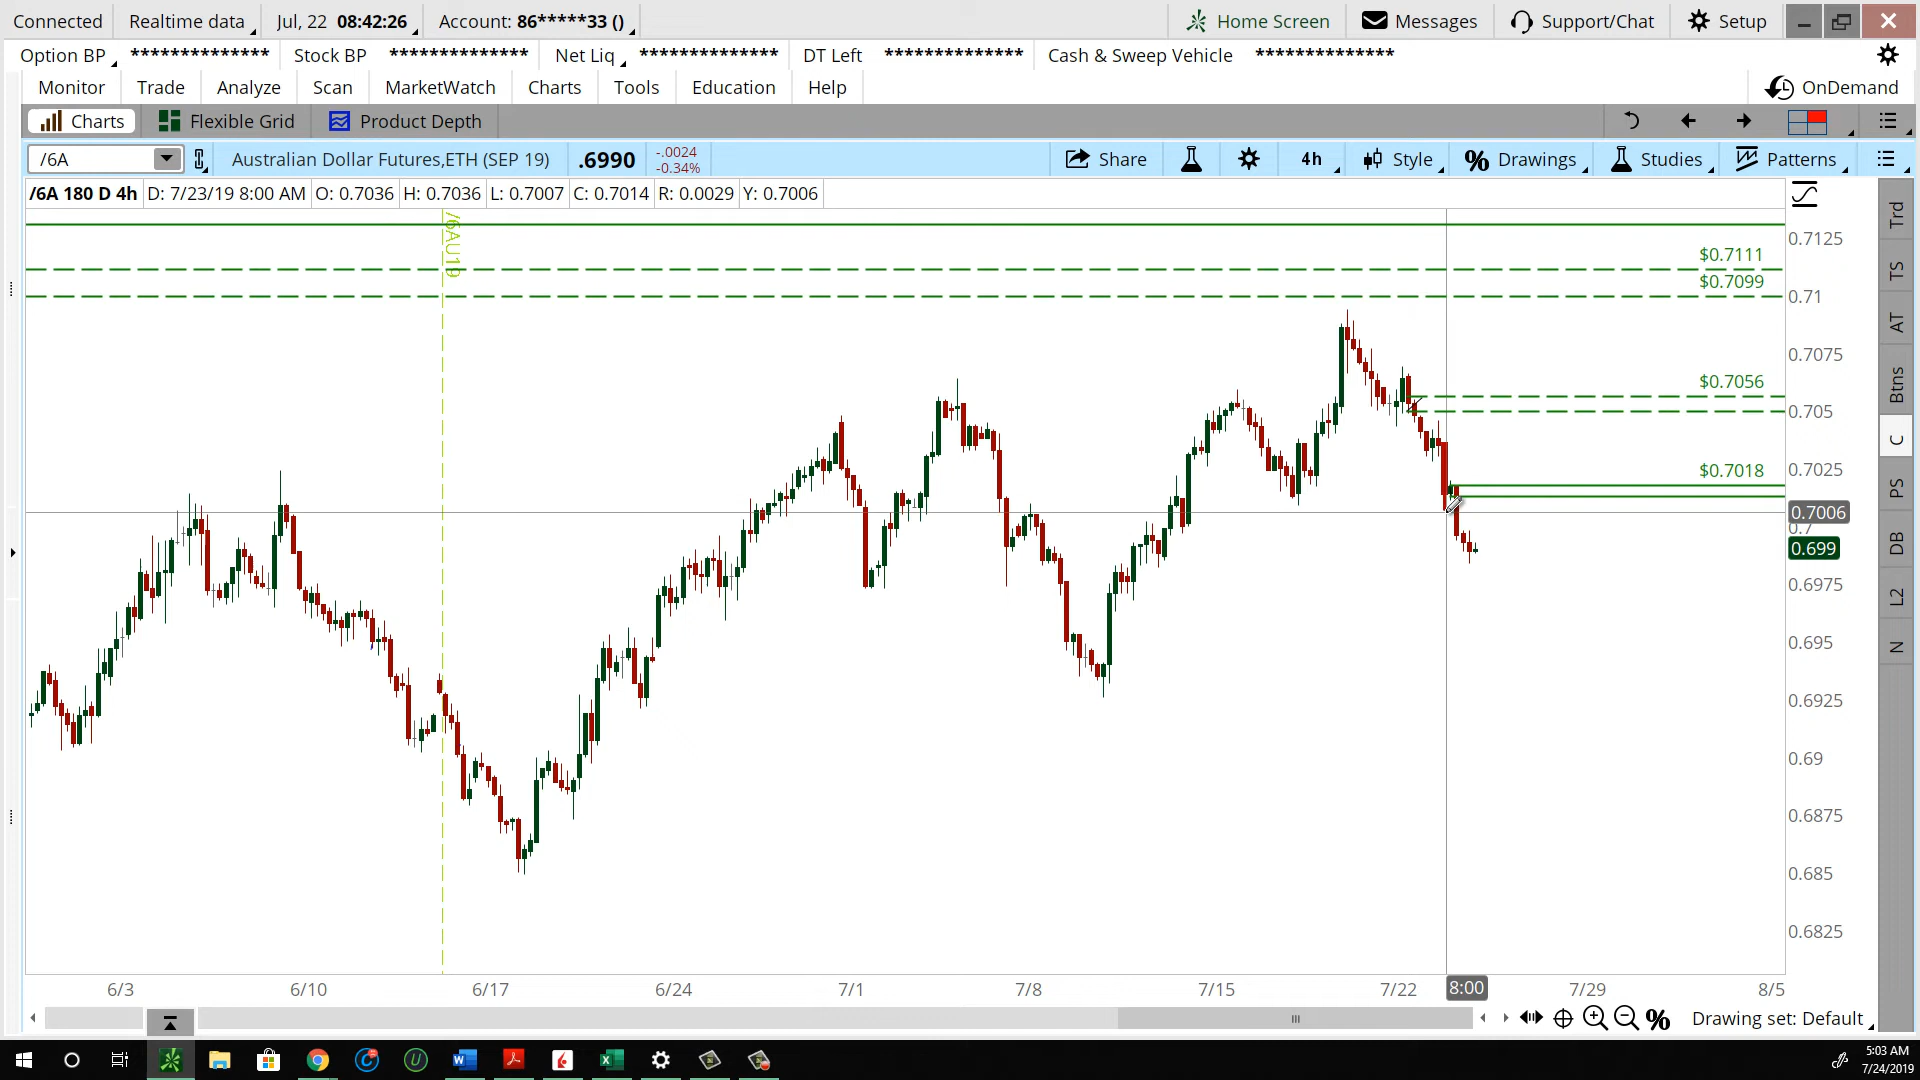 Connected Realtime data Jul, 22 08:42:26 Account: 86*****33 () Home Screen Messages Support/Chat Setup
Option BP ************** Stock BP ************** Net Liq ************** DT Left ************** Cash & Sweep Vehicle **************
Monitor Trade Analyze Scan MarketWatch Charts Tools Education Help OnDemand
Charts Flexible Grid Product Depth
/6A Australian Dollar Futures,ETH (SEP 19) .6990 -.0024 -0.34% Share 4h Style Drawings Studies Patterns
/6A 180 D 4h D: 7/23/19 8:00 AM O: 0.7036 H: 0.7036 L: 0.7007 C: 0.7014 R: 0.0029 Y: 0.7006
/6AU19
$0.7111
$0.7099
$0.7056
$0.7018
0.7125
0.71
0.7075
0.705
0.7025
0.7006
0.7
0.699
0.6975
0.695
0.6925
0.69
0.6875
0.685
0.6825
Trd
TS
AT
Btns
C
PS
DB
L2
N
6/3 6/10 6/17 6/24 7/1 7/8 7/15 7/22 8:00 7/29 8/5
Drawing set: Default
5:03 AM
7/24/2019